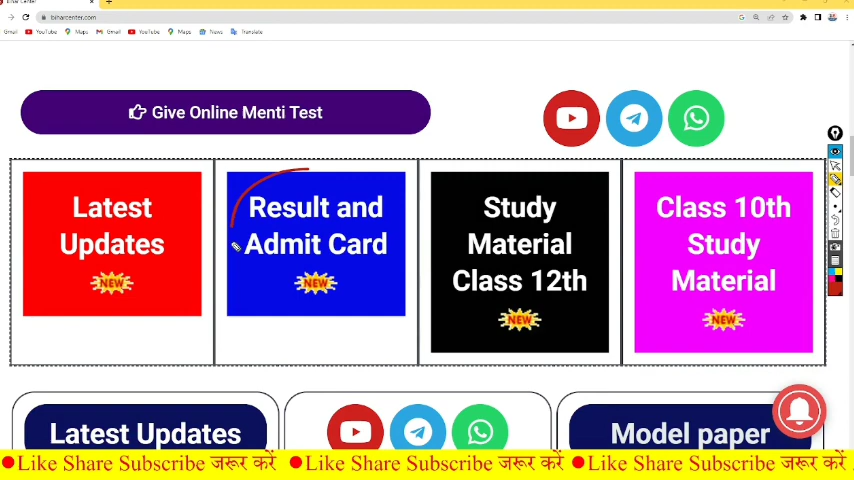 Bihar Center
biharcenter.com
Gmail YouTube Maps Gmail YouTube Maps News Translate
Give Online Menti Test
Latest
Updates
NEW
Result and
Admit Card
NEW
Study
Material
Class 12th
NEW
Class 10th
Study
Material
NEW
Latest Updates
Model paper
Like Share Subscribe जरूर करें Like Share Subscribe जरूर करें Like Share Subscribe जरूर करें